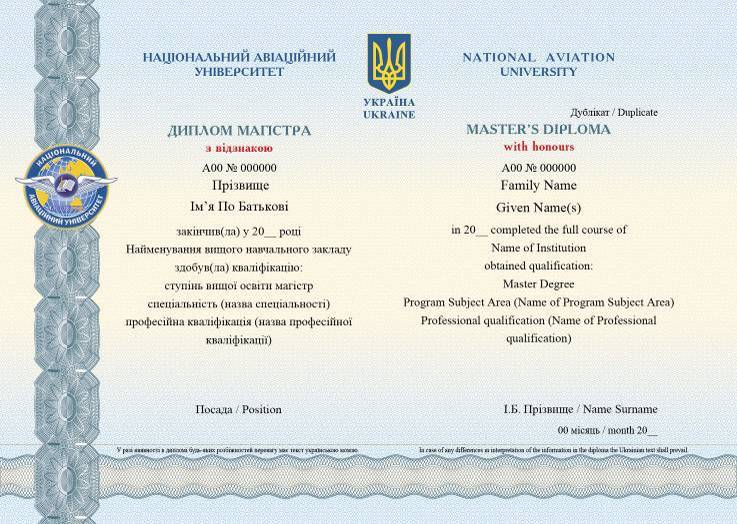 НАЦІОНАЛЬНИЙ АВІАЦІЙНИЙ
УНІВЕРСИТЕТ
УКРАЇНА
UKRAINE
NATIONAL AVIATION
UNIVERSITY
Дублікат / Duplicate
ДИПЛОМ МАГІСТРА
з відзнакою
А00 № 000000
Прізвище
Ім’я По Батькові
закінчив(ла) у 20__ році
Найменування вищого навчального закладу
здобув(ла) кваліфікацію:
ступінь вищої освіти магістр
спеціальність (назва спеціальності)
професійна кваліфікація (назва професійної
кваліфікації)
MASTER’S DIPLOMA
with honours
A00 № 000000
Family Name
Given Name(s)
in 20__ completed the full course of
Name of Institution
obtained qualification:
Master Degree
Program Subject Area (Name of Program Subject Area)
Professional qualification (Name of Professional
qualification)
НАЦІОНАЛЬНИЙ
АВІАЦІЙНИЙ УНІВЕРСИТЕТ
Посада / Position
І.Б. Прізвище / Name Surname
00 місяць / month 20__
У разі наявності в дипломі будь-яких розбіжностей перевагу має текст українською мовою
In case of any differences in interpretation of the information in the diploma the Ukrainian text shall prevail